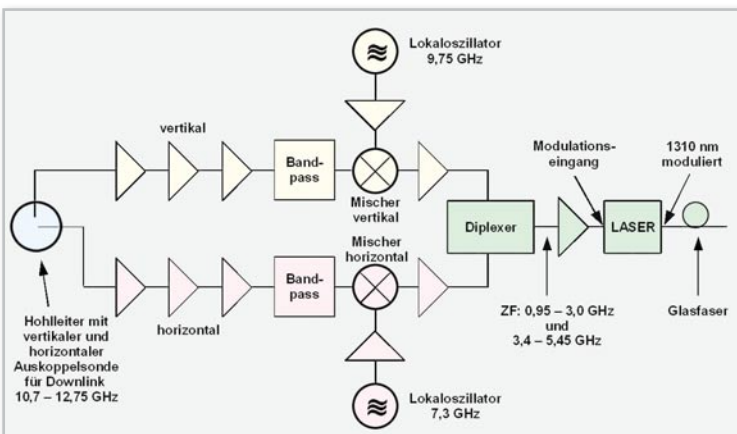 Lokaloszillator
9,75 GHz
vertikal
Band-
pass
Mischer
vertikal
Modulations-
eingang
1310 nm
moduliert
Diplexer
LASER
Mischer
horizontal
Band-
pass
horizontal
Hohlleiter mit
vertikaler und
horizontaler
Auskoppelsonde
für Downlink
10,7 – 12,75 GHz
ZF: 0,95 – 3,0 GHz
und
3,4 – 5,45 GHz
Glasfaser
Lokaloszillator
7,3 GHz